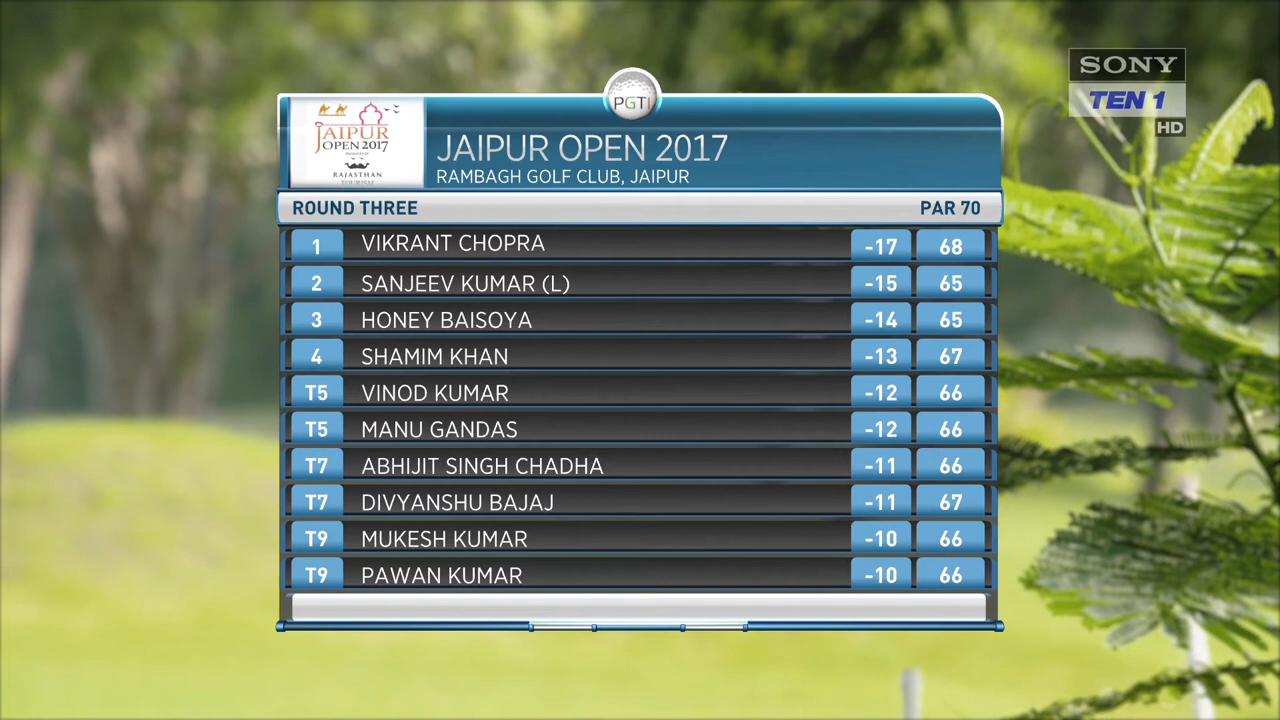 SONY
TEN 1
HD
PGTI
JAIPUR
OPEN 2017
PRESENTED BY
RAJASTHAN
TOURISM
JAIPUR OPEN 2017
RAMBAGH GOLF CLUB, JAIPUR
ROUND THREE PAR 70
1 VIKRANT CHOPRA -17 68
2 SANJEEV KUMAR (L) -15 65
3 HONEY BAISOYA -14 65
4 SHAMIM KHAN -13 67
T5 VINOD KUMAR -12 66
T5 MANU GANDAS -12 66
T7 ABHIJIT SINGH CHADHA -11 66
T7 DIVYANSHU BAJAJ -11 67
T9 MUKESH KUMAR -10 66
T9 PAWAN KUMAR -10 66